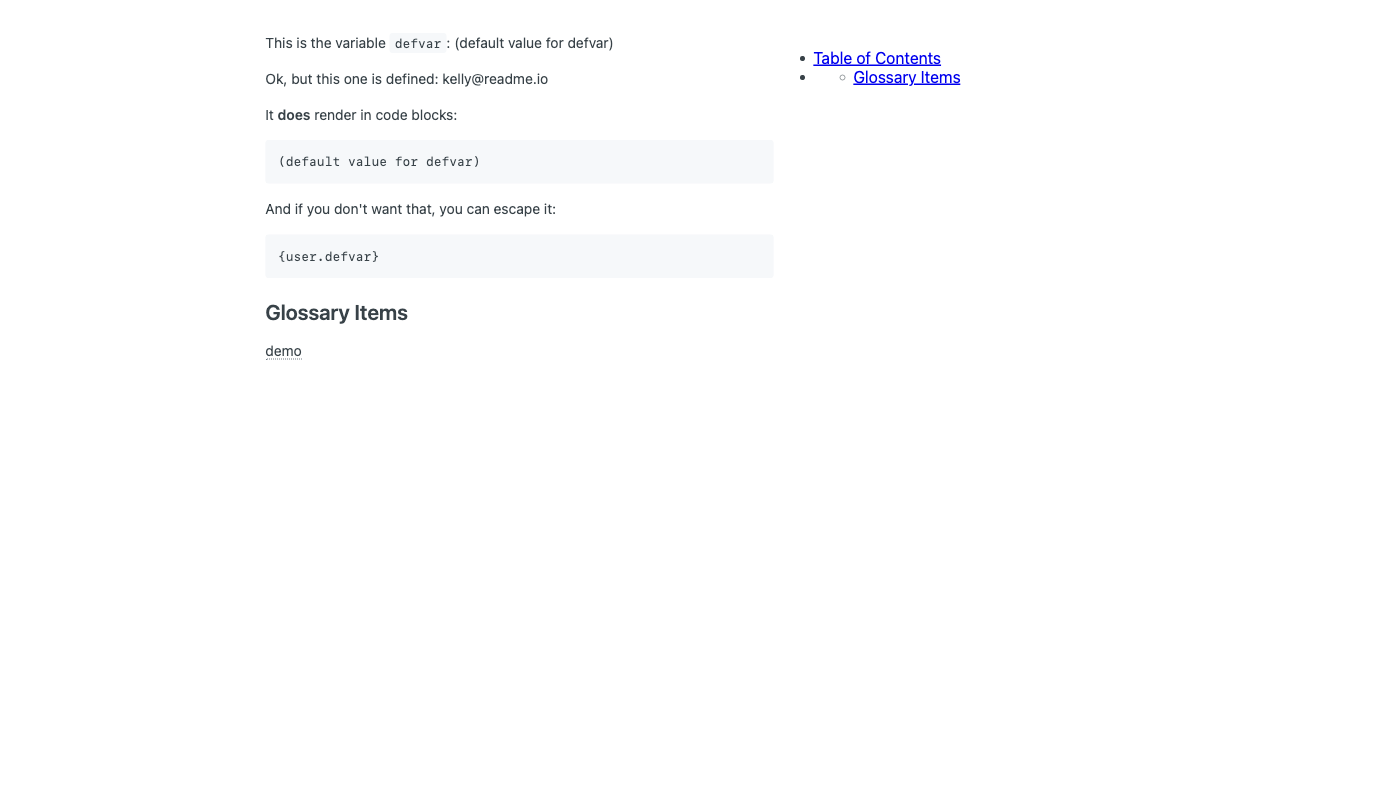 This is the variable defvar: (default value for defvar)
Ok, but this one is defined: kelly@readme.io
It does render in code blocks:
(default value for defvar)
And if you don't want that, you can escape it:
{user.defvar}
Glossary Items
demo
Table of Contents
Glossary Items